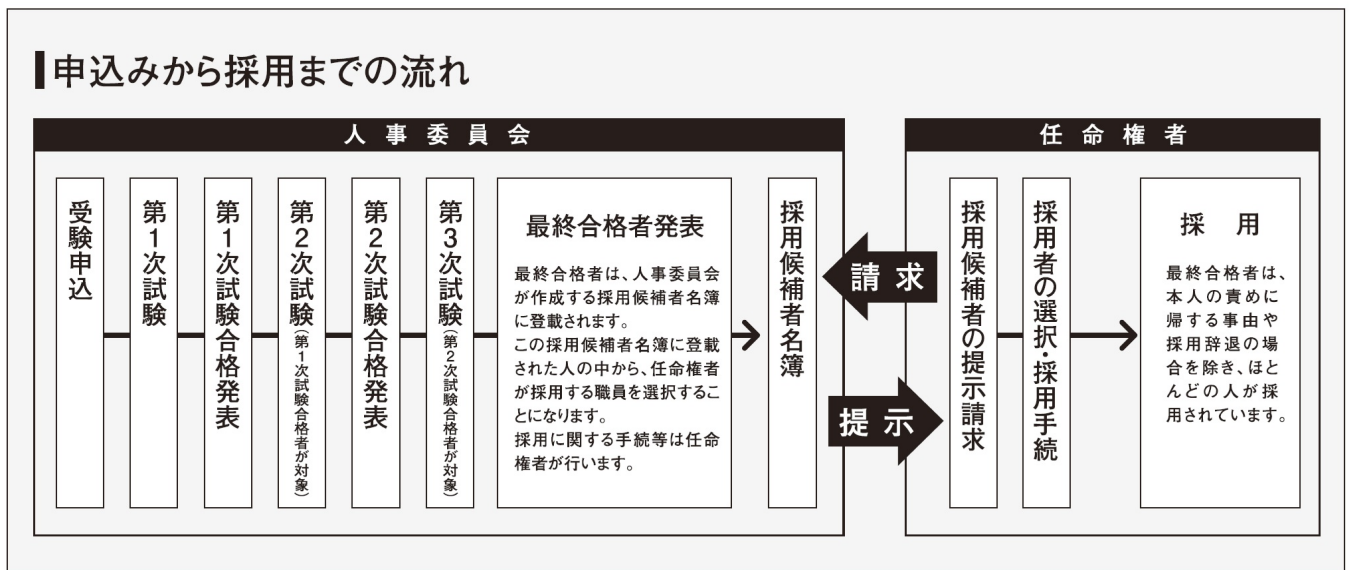 申込みから採用までの流れ
人事委員会
受験申込
第1次試験
第1次試験合格発表
第2次試験(第1次試験合格者が対象)
第2次試験合格発表
第3次試験(第2次試験合格者が対象)
最終合格者発表
最終合格者は、人事委員会
が作成する採用候補者名簿
に登載されます。
この採用候補者名簿に登載
された人の中から、任命権者
が採用する職員を選択するこ
とになります。
採用に関する手続等は任命
権者が行います。
採用候補者名簿
請求
提示
任命権者
採用候補者の提示請求
採用者の選択・採用手続
採用
最終合格者は、
本人の責めに
帰する事由や
採用辞退の場
合を除き、ほと
んどの人が採
用されています。